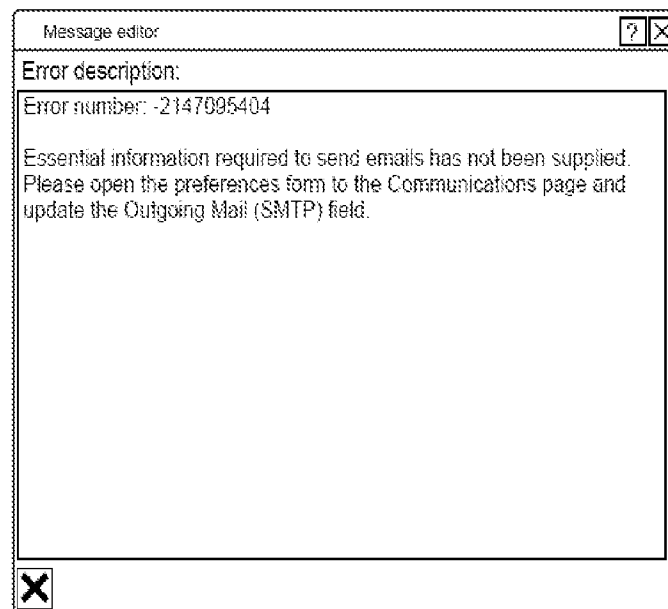 Message editor
? X
Error description:
Error number: -2147095404
Essential information required to send emails has not been supplied.
Please open the preferences form to the Communications page and
update the Outgoing Mail (SMTP) field.